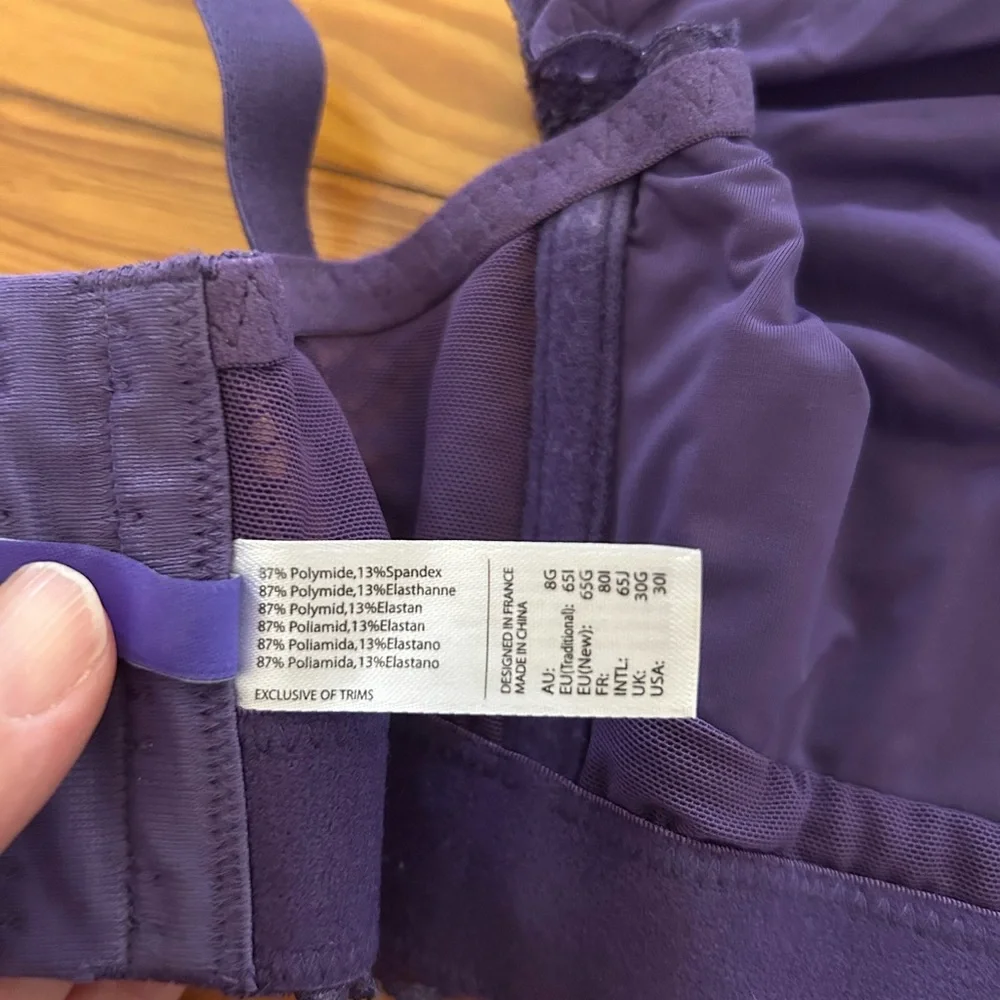 87% Polymide,13%Spandex
87% Polymide,13%Elasthanne
87% Polymid,13%Elastan
87% Poliamid,13%Elastan
87% Poliamida,13%Elastano
87% Poliamida,13%Elastano
EXCLUSIVE OF TRIMS
DESIGNED IN FRANCE
MADE IN CHINA
AU: 8G
EU(Traditional): 65I
EU(New): 65G
FR: 80I
INTL: 65J
UK: 30G
USA: 30I